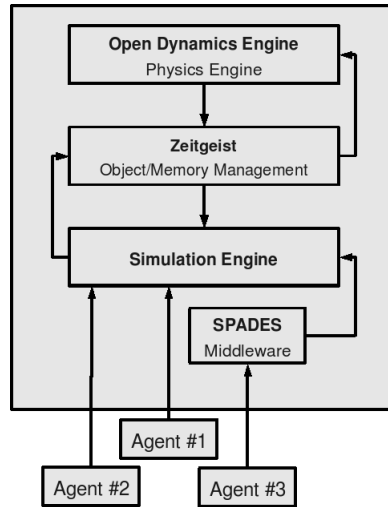 Open Dynamics Engine
Physics Engine
Zeitgeist
Object/Memory Management
Simulation Engine
SPADES
Middleware
Agent #1
Agent #2
Agent #3